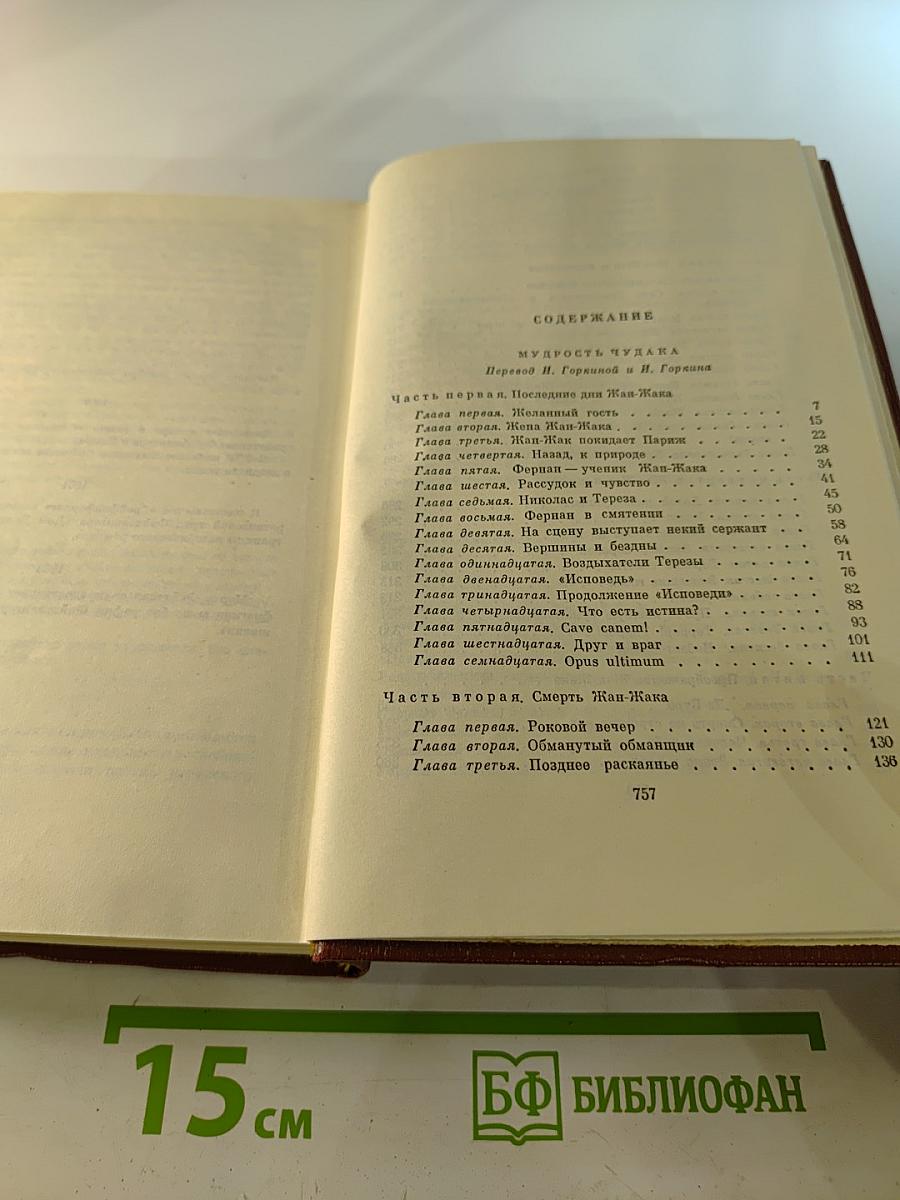 СОДЕРЖАНИЕ
МУДРОСТЬ ЧУДАКА
Перевод И. Горкиной и И. Горкина
Часть первая. Последние дни Жан-Жака
Глава первая. Желанный гость . . . . . . . . . . 7
Глава вторая. Жена Жан-Жака . . . . . . . . . . 15
Глава третья. Жан-Жак покидает Париж . . . . . . 22
Глава четвертая. Назад, к природе . . . . . . . . 28
Глава пятая. Фернан — ученик Жан-Жака . . . . . 34
Глава шестая. Рассудок и чувство . . . . . . . . . 41
Глава седьмая. Николас и Тереза . . . . . . . . . 45
Глава восьмая. Фернан в смятении . . . . . . . . 50
Глава девятая. На сцену выступает некий сержант . . 58
Глава десятая. Вершины и бездны . . . . . . . . . 64
Глава одиннадцатая. Воздыхатели Терезы . . . . . . 71
Глава двенадцатая. «Исповедь» . . . . . . . . . 76
Глава тринадцатая. Продолжение «Исповеди» . . . . . 82
Глава четырнадцатая. Что есть истина? . . . . . . . 88
Глава пятнадцатая. Cave canem! . . . . . . . . . 93
Глава шестнадцатая. Друг и враг . . . . . . . . . 101
Глава семнадцатая. Opus ultimum . . . . . . . . . 111
Часть вторая. Смерть Жан-Жака
Глава первая. Роковой вечер . . . . . . . . . . . 121
Глава вторая. Обманутый обманщик . . . . . . . . 130
Глава третья. Позднее раскаянье . . . . . . . . . 136
757
15 см
БФ БИБЛИОФАН